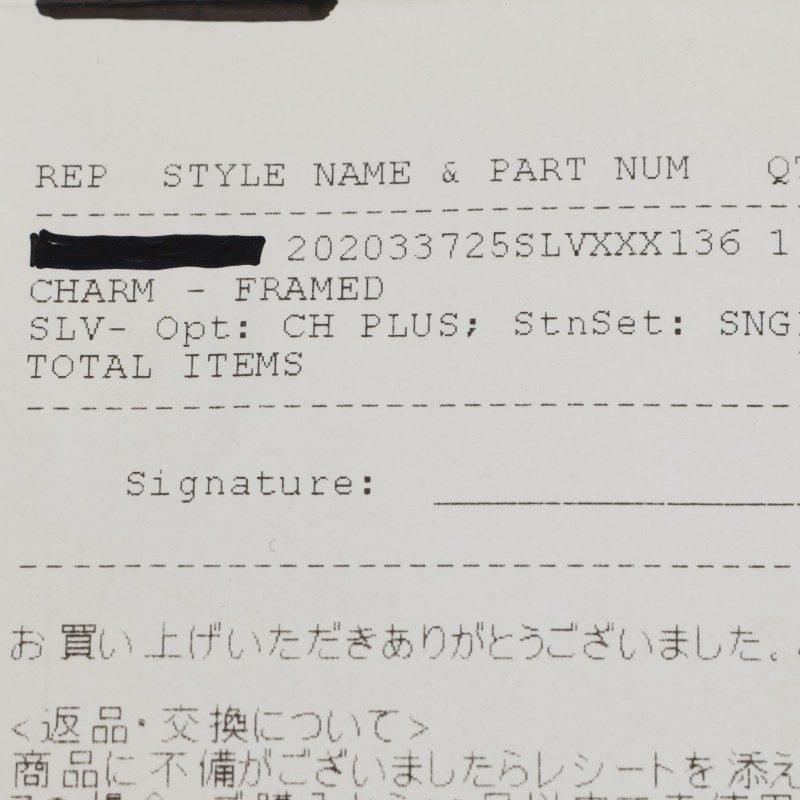 REP STYLE NAME & PART NUM
202033725SLVXXX136 1
CHARM - FRAMED
SLV- Opt: CH PLUS; StnSet: SNG
TOTAL ITEMS
Signature:
お買い上げいただきありがとうございました。
<返品・交換について>
商品に不備がございましたらレシートを添え